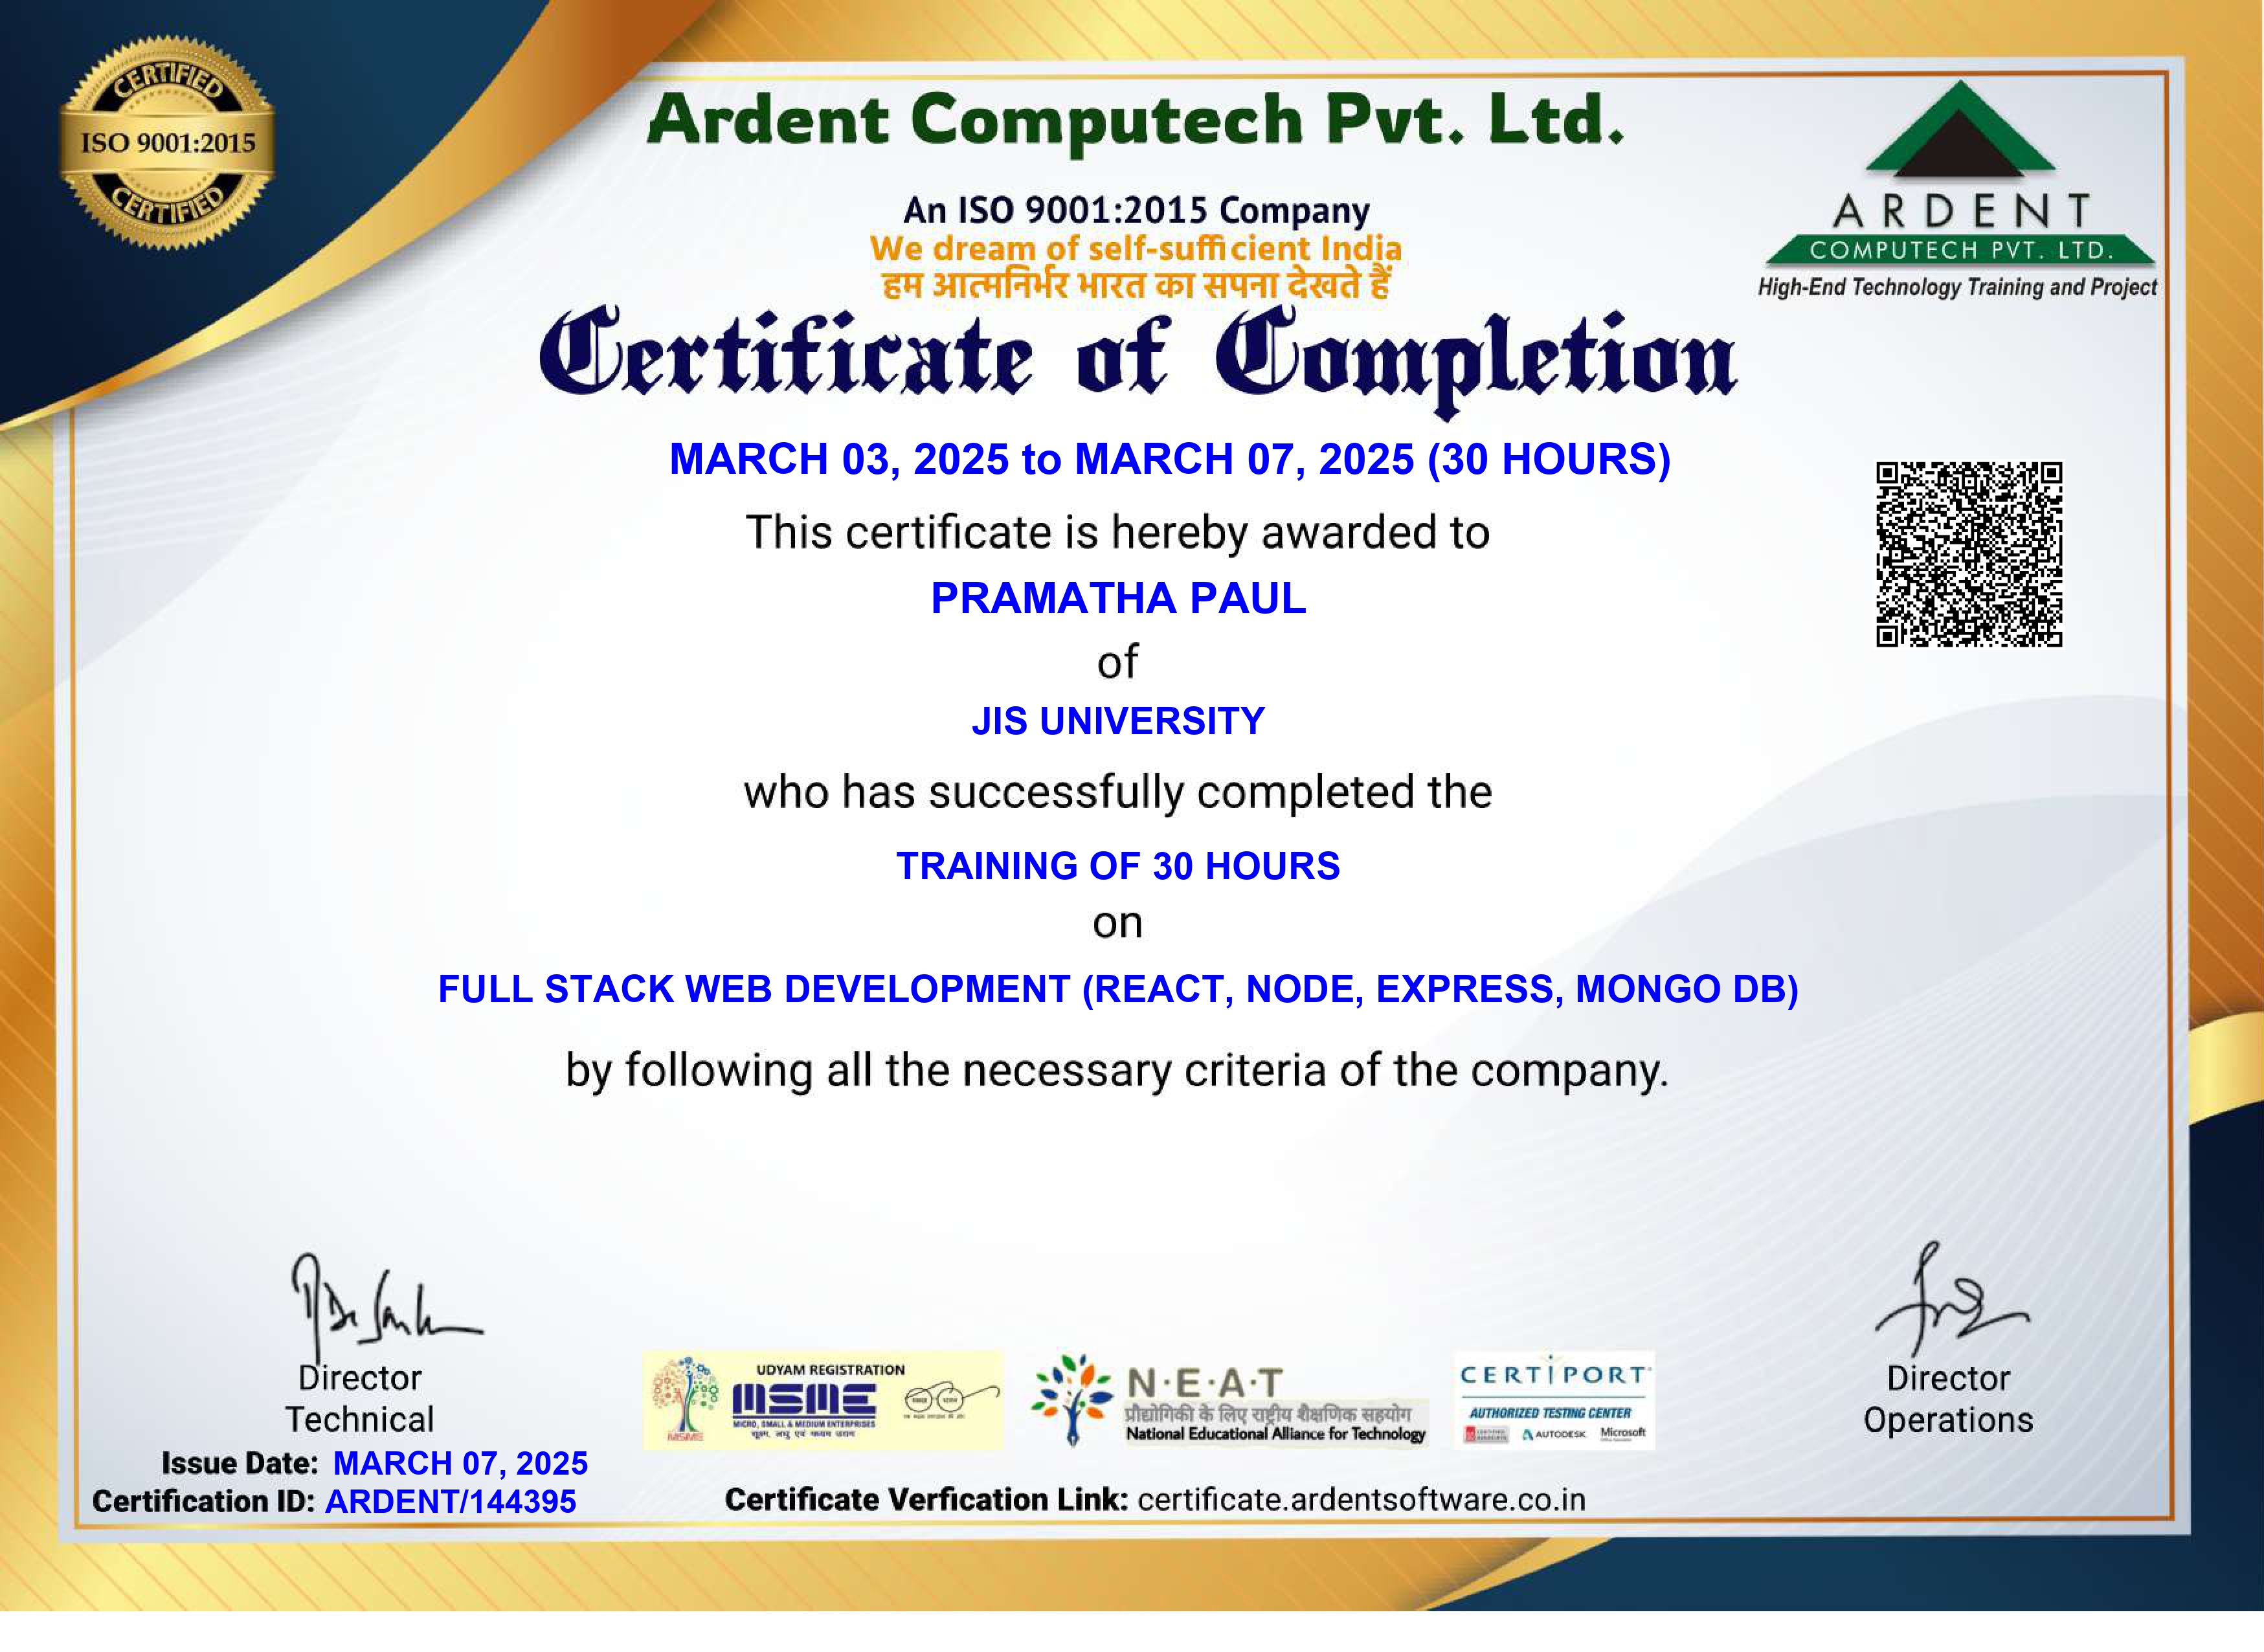 CERTIFIED
ISO 9001:2015
CERTIFIED
Ardent Computech Pvt. Ltd.
An ISO 9001:2015 Company
We dream of self-sufficient India
हम आत्मनिर्भर भारत का सपना देखते हैं
ARDENT
COMPUTECH PVT. LTD.
High-End Technology Training and Project
Certificate of Completion
MARCH 03, 2025 to MARCH 07, 2025 (30 HOURS)
This certificate is hereby awarded to
PRAMATHA PAUL
of
JIS UNIVERSITY
who has successfully completed the
TRAINING OF 30 HOURS
on
FULL STACK WEB DEVELOPMENT (REACT, NODE, EXPRESS, MONGO DB)
by following all the necessary criteria of the company.
Director
Technical
Issue Date: MARCH 07, 2025
Certification ID: ARDENT/144395
UDYAM REGISTRATION
MSME
MICRO, SMALL & MEDIUM ENTERPRISES
सूक्ष्म, लघु एवं मध्यम उद्यम
MSME
N·E·A·T
प्रौद्योगिकी के लिए राष्ट्रीय शैक्षणिक सहयोग
National Educational Alliance for Technology
CERTIPORT
AUTHORIZED TESTING CENTER
AUTODESK
Microsoft
Director
Operations
Certificate Verfication Link: certificate.ardentsoftware.co.in